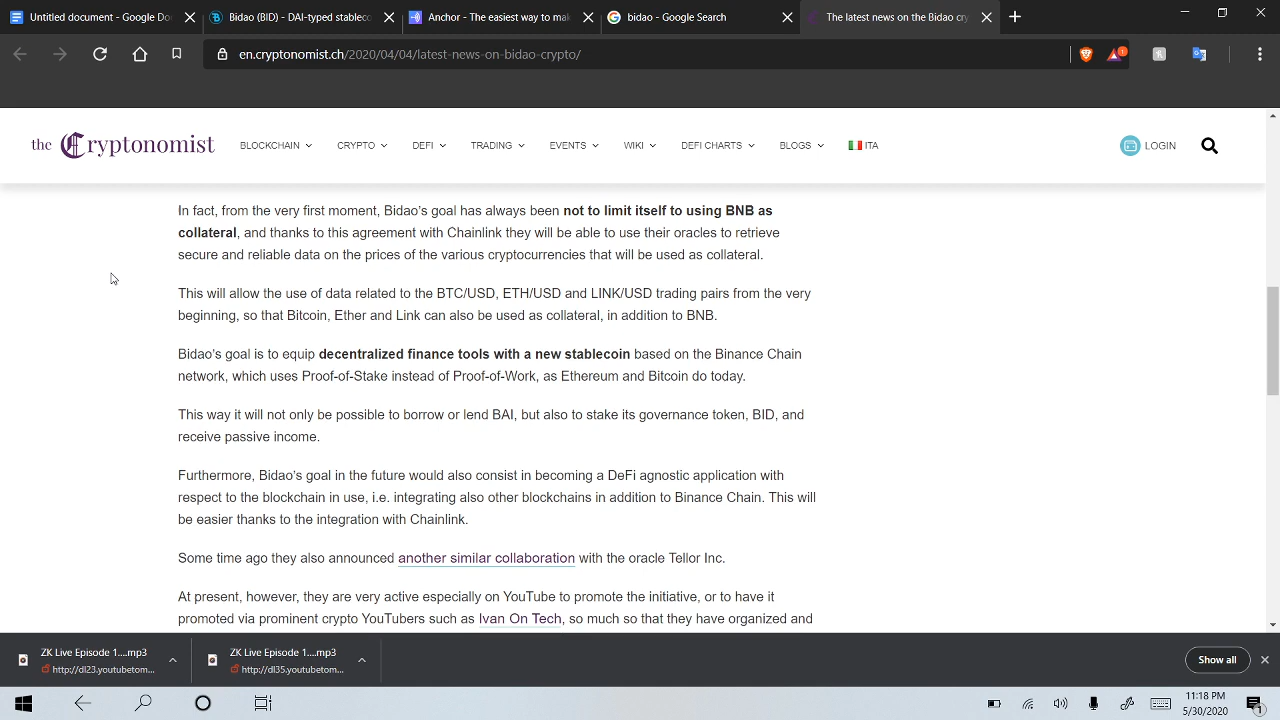 Untitled document - Google Do
Bidao (BID) - DAI-typed stablecc
Anchor - The easiest way to mak
bidao - Google Search
The latest news on the Bidao cry
en.cryptonomist.ch/2020/04/04/latest-news-on-bidao-crypto/
1
the Cryptonomist
BLOCKCHAIN CRYPTO DEFI TRADING EVENTS WIKI DEFI CHARTS BLOGS ITA
LOGIN
In fact, from the very first moment, Bidao's goal has always been not to limit itself to using BNB as
collateral, and thanks to this agreement with Chainlink they will be able to use their oracles to retrieve
secure and reliable data on the prices of the various cryptocurrencies that will be used as collateral.
This will allow the use of data related to the BTC/USD, ETH/USD and LINK/USD trading pairs from the very
beginning, so that Bitcoin, Ether and Link can also be used as collateral, in addition to BNB.
Bidao's goal is to equip decentralized finance tools with a new stablecoin based on the Binance Chain
network, which uses Proof-of-Stake instead of Proof-of-Work, as Ethereum and Bitcoin do today.
This way it will not only be possible to borrow or lend BAI, but also to stake its governance token, BID, and
receive passive income.
Furthermore, Bidao's goal in the future would also consist in becoming a DeFi agnostic application with
respect to the blockchain in use, i.e. integrating also other blockchains in addition to Binance Chain. This will
be easier thanks to the integration with Chainlink.
Some time ago they also announced another similar collaboration with the oracle Tellor Inc.
At present, however, they are very active especially on YouTube to promote the initiative, or to have it
promoted via prominent crypto YouTubers such as Ivan On Tech, so much so that they have organized and
ZK Live Episode 1....mp3
http://dl23.youtubetom...
ZK Live Episode 1....mp3
http://dl35.youtubetom...
Show all
11:18 PM
5/30/2020
1